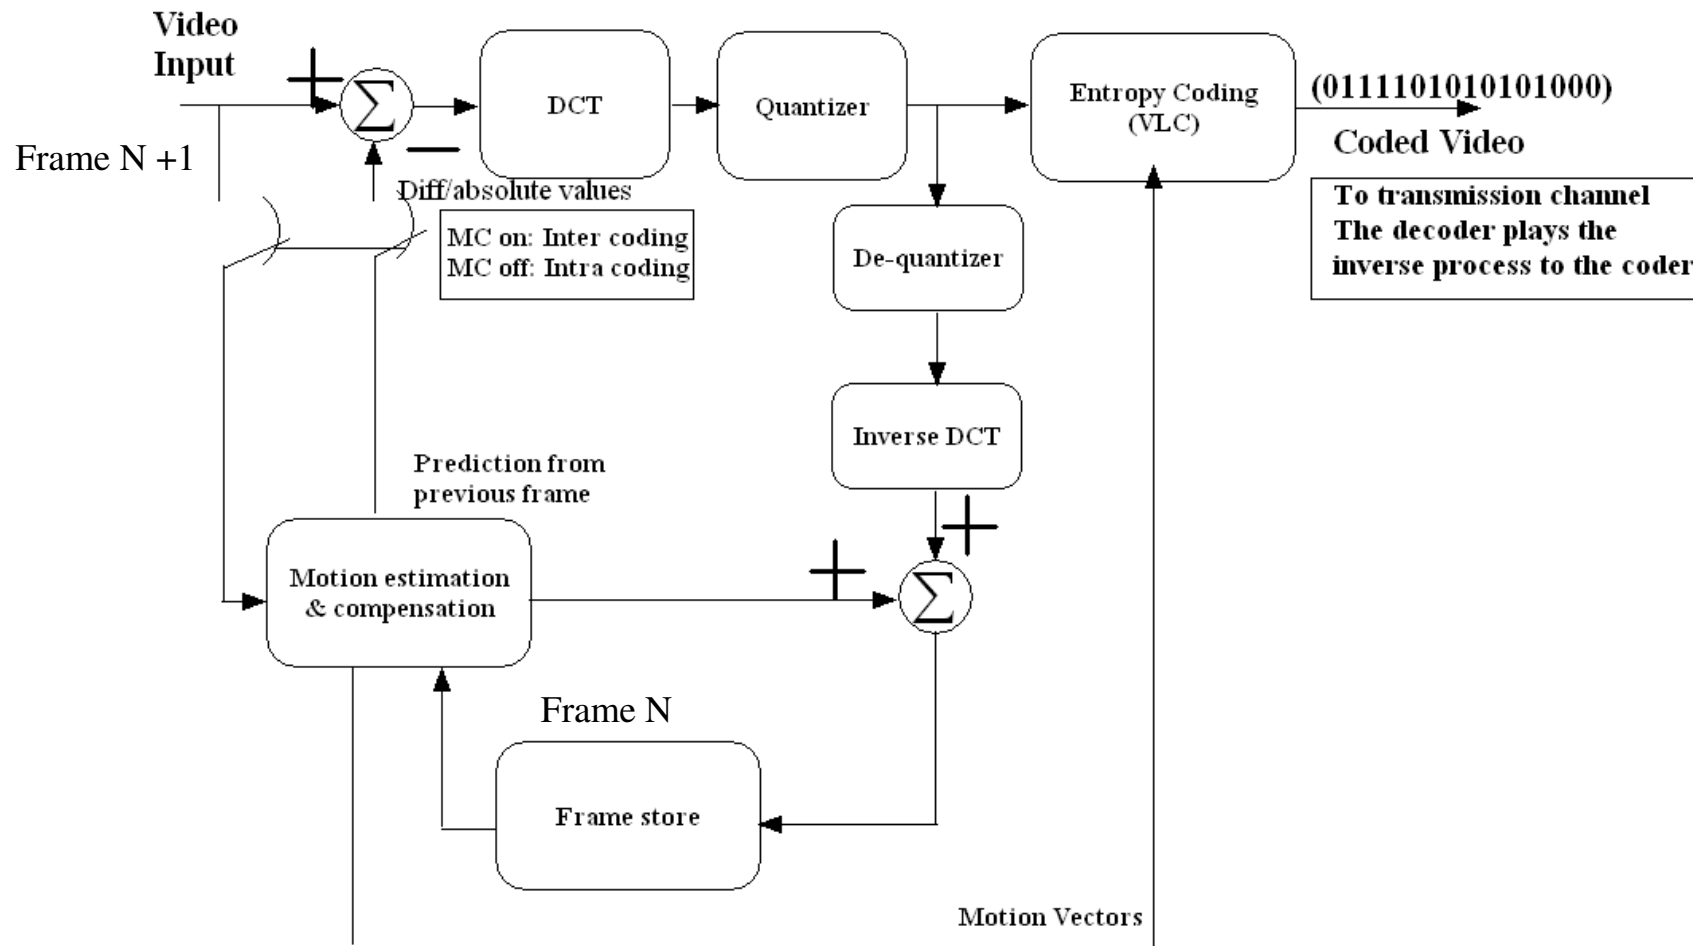 Video
Input
Frame N +1
+
Σ
−
DCT
Quantizer
Entropy Coding
(VLC)
(0111101010101000)
Coded Video
To transmission channel
The decoder plays the
inverse process to the coder
Diff/absolute values
MC on: Inter coding
MC off: Intra coding
De-quantizer
Inverse DCT
Prediction from
previous frame
+
+
Σ
Motion estimation
& compensation
Frame N
Frame store
Motion Vectors